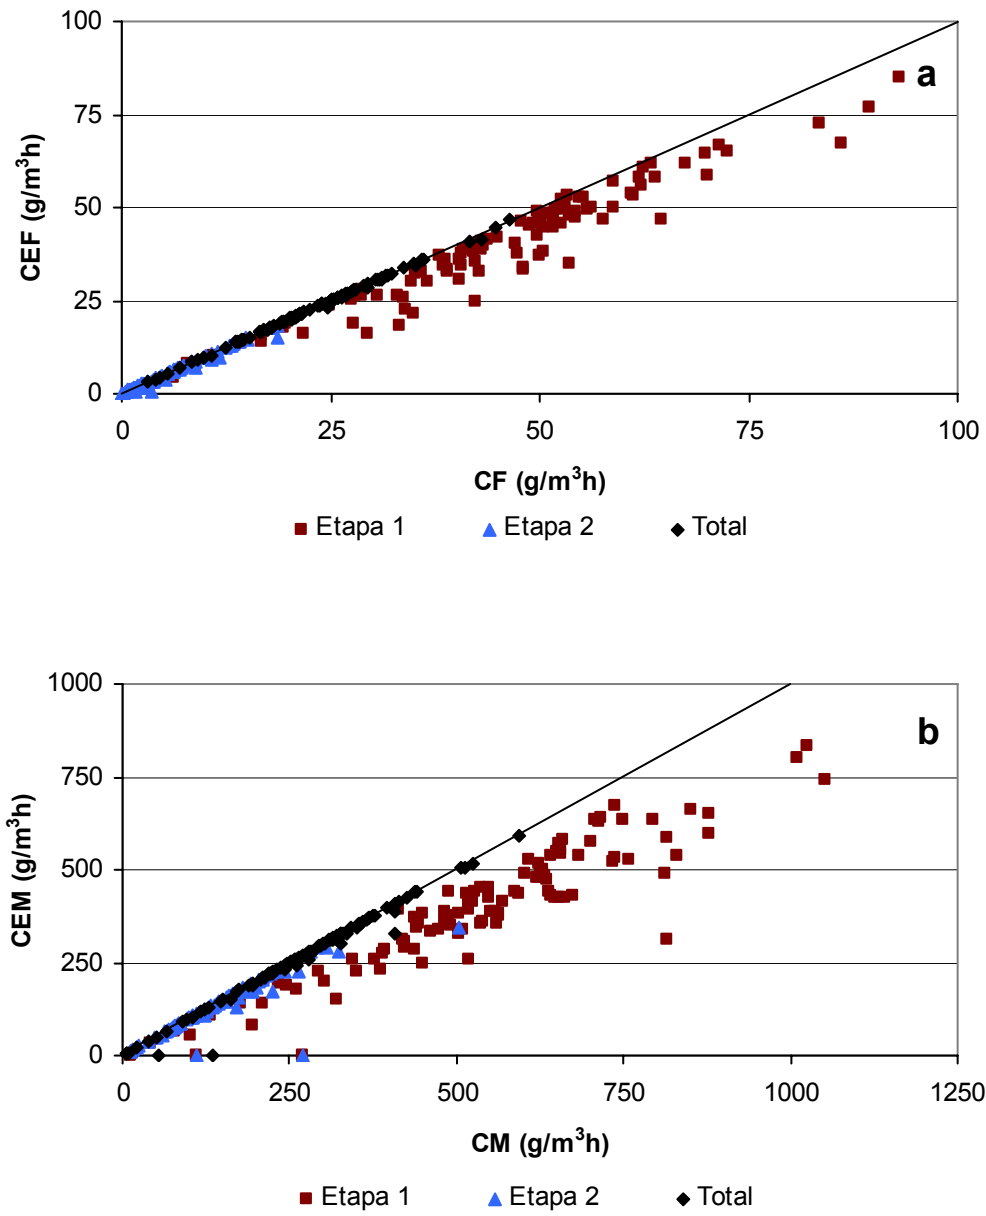 100
75
50
25
0
CEF (g/m³h)
a
0 25 50 75 100
CF (g/m³h)
Etapa 1 Etapa 2 Total
1000
750
500
250
0
CEM (g/m³h)
b
0 250 500 750 1000 1250
CM (g/m³h)
Etapa 1 Etapa 2 Total